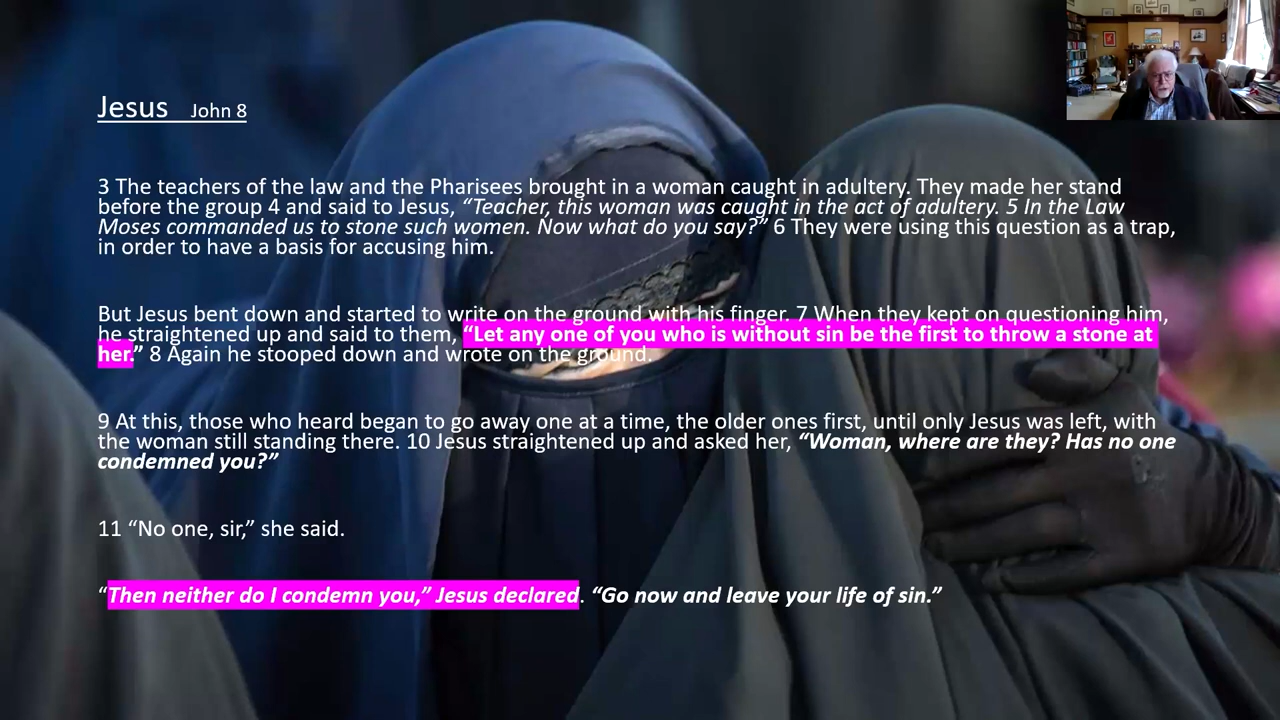 Jesus John 8
3 The teachers of the law and the Pharisees brought in a woman caught in adultery. They made her stand
before the group 4 and said to Jesus, “Teacher, this woman was caught in the act of adultery. 5 In the Law
Moses commanded us to stone such women. Now what do you say?” 6 They were using this question as a trap,
in order to have a basis for accusing him.
But Jesus bent down and started to write on the ground with his finger. 7 When they kept on questioning him,
he straightened up and said to them, “Let any one of you who is without sin be the first to throw a stone at
her.” 8 Again he stooped down and wrote on the ground.
9 At this, those who heard began to go away one at a time, the older ones first, until only Jesus was left, with
the woman still standing there. 10 Jesus straightened up and asked her, “Woman, where are they? Has no one
condemned you?”
11 “No one, sir,” she said.
“Then neither do I condemn you,” Jesus declared. “Go now and leave your life of sin.”